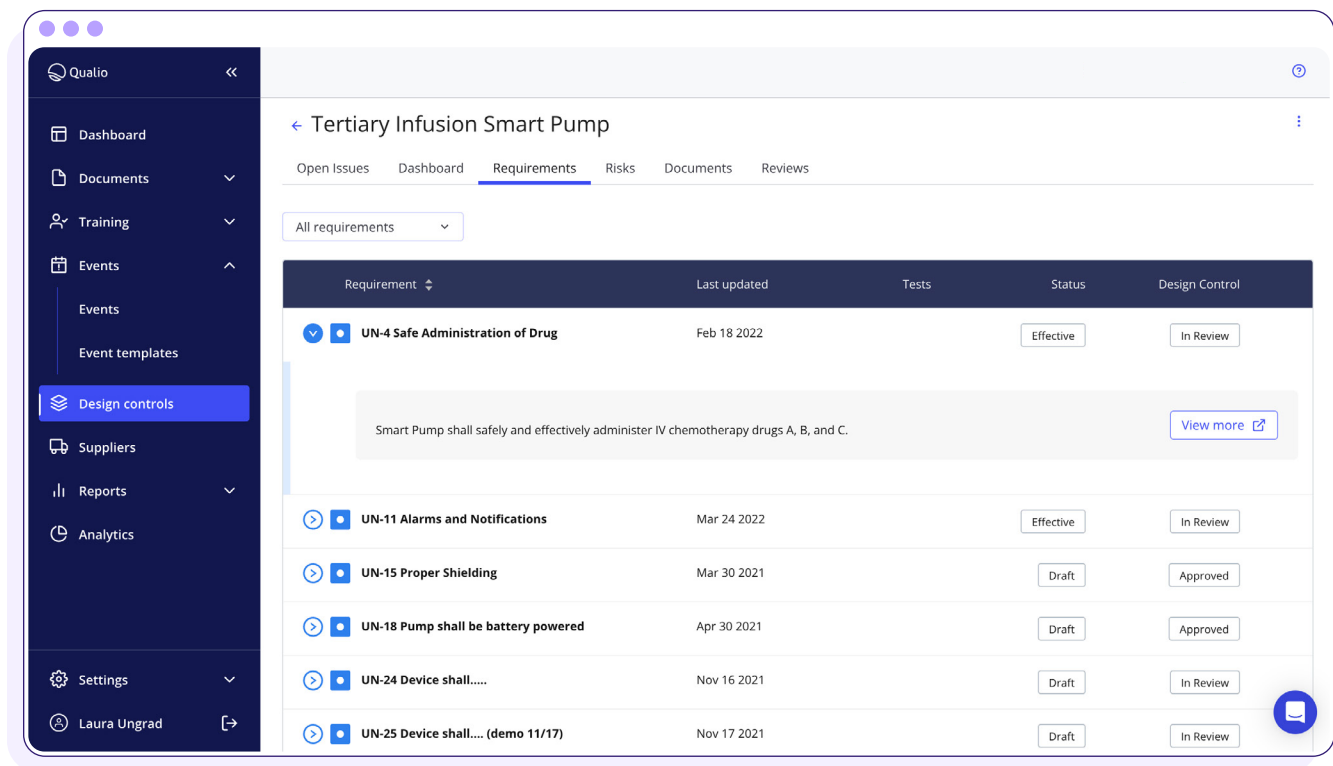 Qualio
Dashboard
Documents
Training
Events
Events
Event templates
Design controls
Suppliers
Reports
Analytics
Settings
Laura Ungrad
Tertiary Infusion Smart Pump
Open Issues Dashboard Requirements Risks Documents Reviews
All requirements
Requirement Last updated Tests Status Design Control
UN-4 Safe Administration of Drug Feb 18 2022 Effective In Review
Smart Pump shall safely and effectively administer IV chemotherapy drugs A, B, and C. View more
UN-11 Alarms and Notifications Mar 24 2022 Effective In Review
UN-15 Proper Shielding Mar 30 2021 Draft Approved
UN-18 Pump shall be battery powered Apr 30 2021 Draft Approved
UN-24 Device shall..... Nov 16 2021 Draft In Review
UN-25 Device shall.... (demo 11/17) Nov 17 2021 Draft In Review